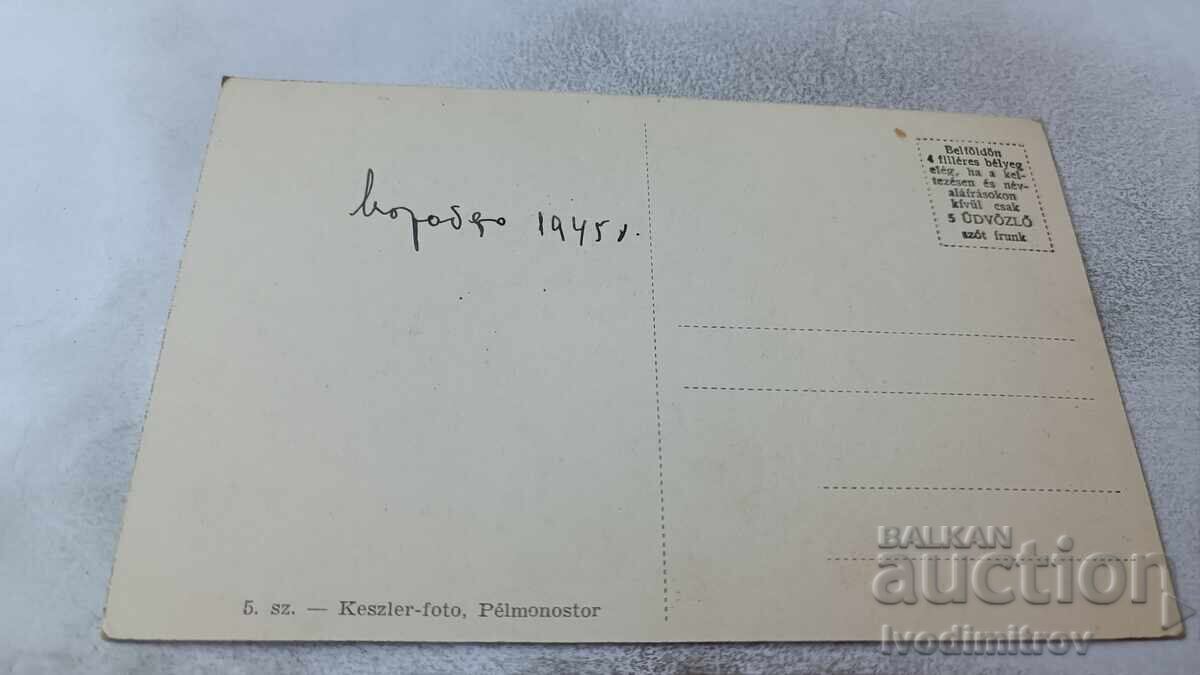 1945 г.
Belföldön
4 filléres bélyeg
elég, ha a kel-
tezésen és név-
aláírásokon
kívül csak
5 ÜDVÖZLŐ
szót írunk
5. sz. — Keszler-foto, Pélmonostor
BALKAN
auction
Ivodimitrov